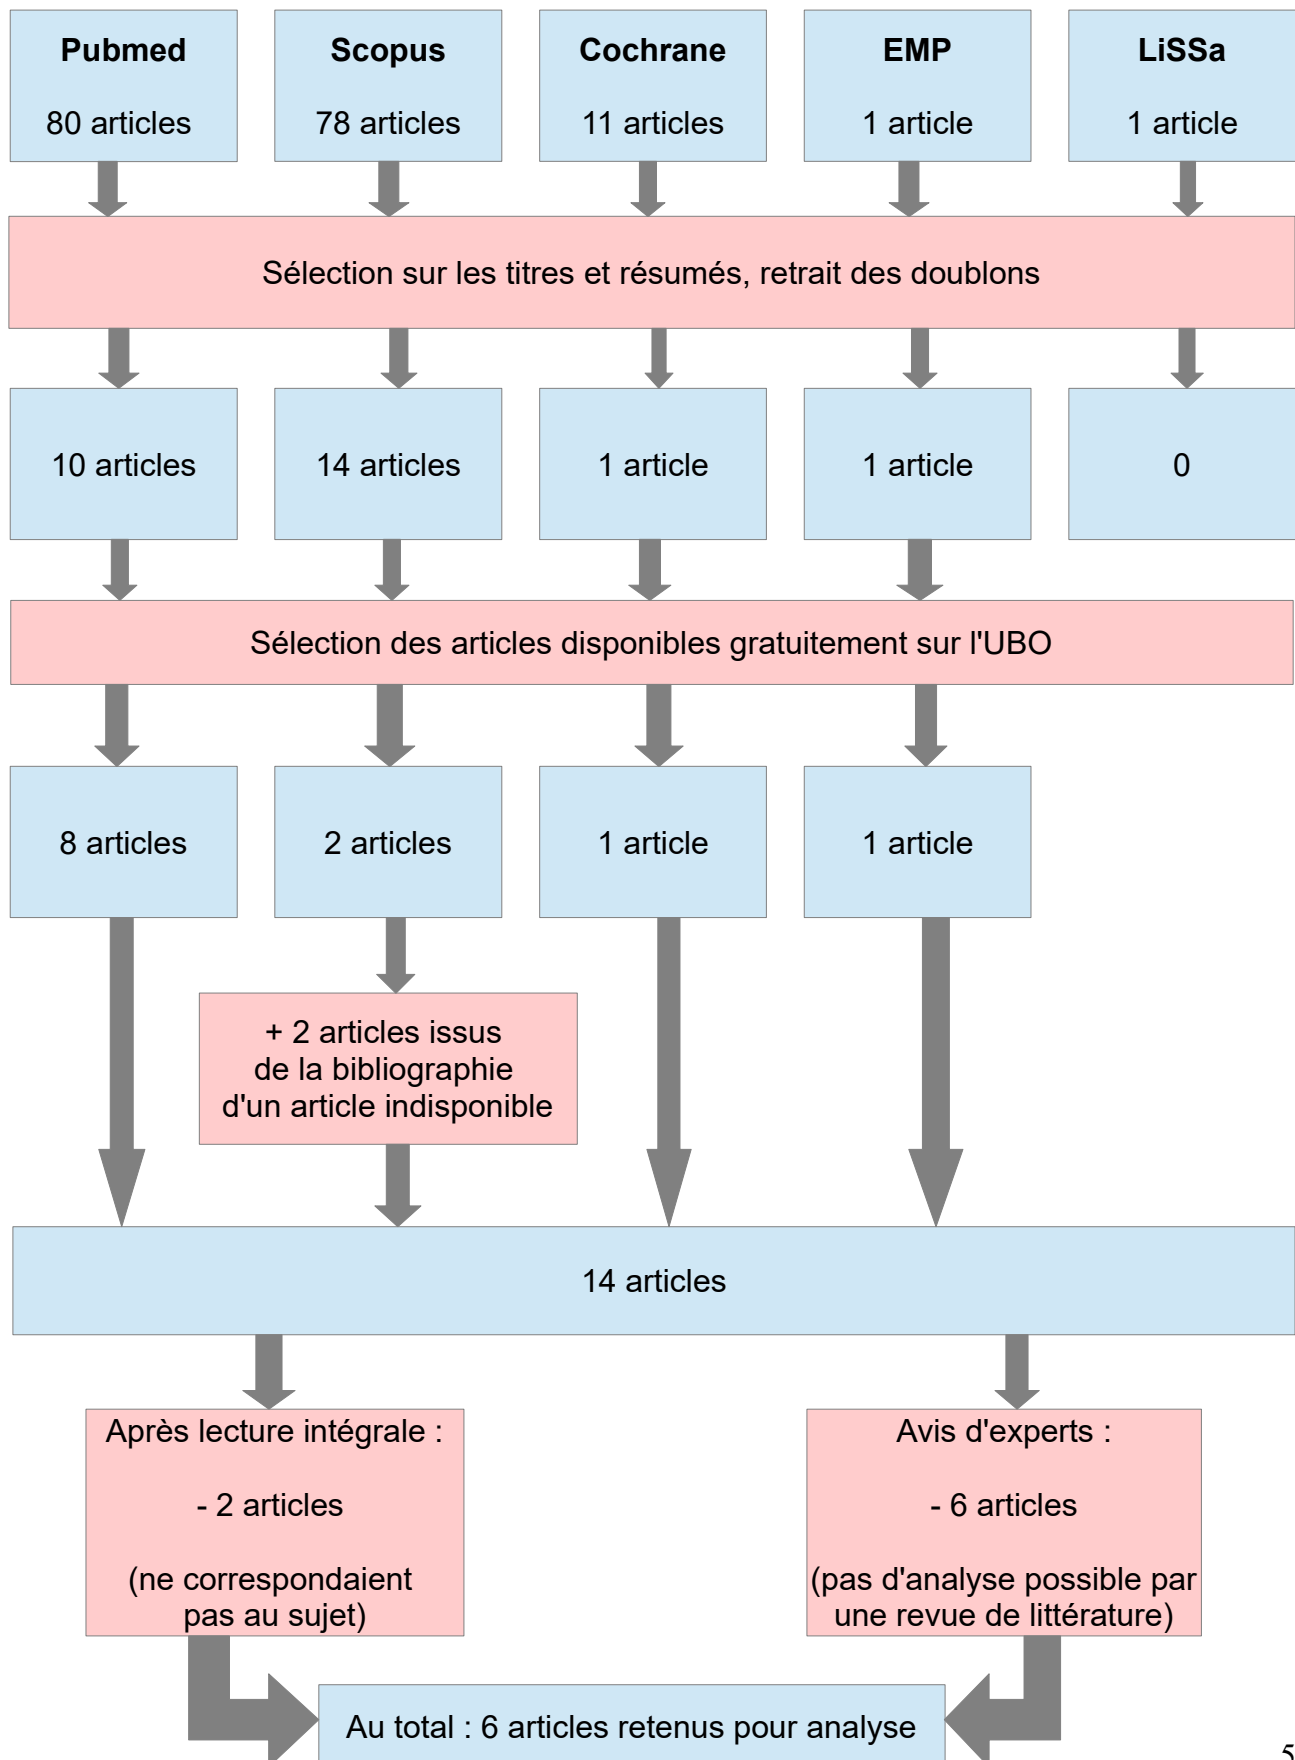 Pubmed
80 articles
Scopus
78 articles
Cochrane
11 articles
EMP
1 article
LiSSa
1 article
Sélection sur les titres et résumés, retrait des doublons
10 articles
14 articles
1 article
1 article
0
Sélection des articles disponibles gratuitement sur l'UBO
8 articles
2 articles
1 article
1 article
+ 2 articles issus
de la bibliographie
d'un article indisponible
14 articles
Après lecture intégrale :
- 2 articles
(ne correspondaient
pas au sujet)
Avis d'experts :
- 6 articles
(pas d'analyse possible par
une revue de littérature)
Au total : 6 articles retenus pour analyse
5